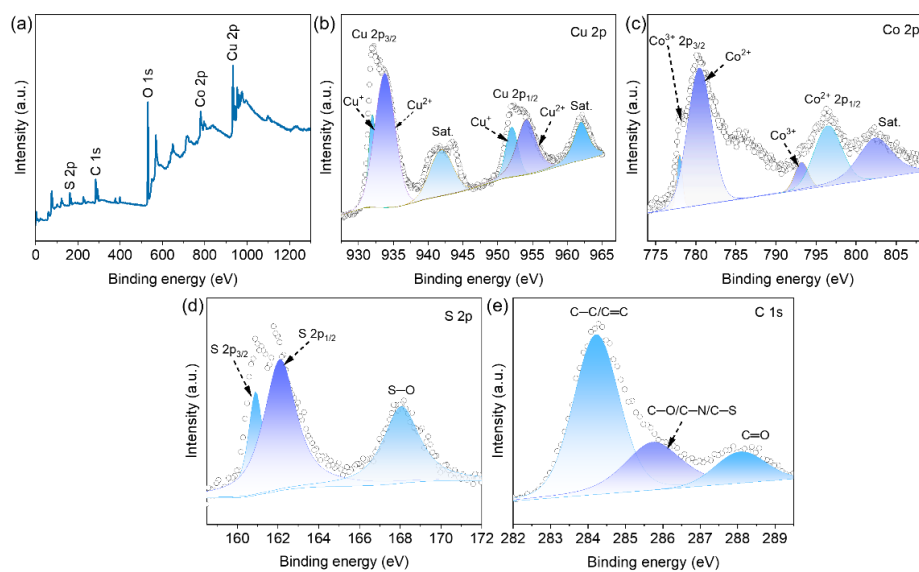 (a)
Intensity (a.u.)
S 2p
C 1s
O 1s
Co 2p
Cu 2p
0 200 400 600 800 1000 1200
Binding energy (eV)
(b)
Cu 2p
Intensity (a.u.)
Cu 2p₃/₂
Cu⁺
Cu²⁺
Sat.
Cu 2p₁/₂
Cu⁺
Cu²⁺
Sat.
930 935 940 945 950 955 960 965
Binding energy (eV)
(c)
Co 2p
Intensity (a.u.)
Co³⁺ 2p₃/₂
Co²⁺
Co³⁺
Co²⁺ 2p₁/₂
Sat.
775 780 785 790 795 800 805
Binding energy (eV)
(d)
S 2p
Intensity (a.u.)
S 2p₃/₂
S 2p₁/₂
S−O
160 162 164 166 168 170 172
Binding energy (eV)
(e)
C 1s
Intensity (a.u.)
C−C/C=C
C−O/C−N/C−S
C=O
282 283 284 285 286 287 288 289
Binding energy (eV)